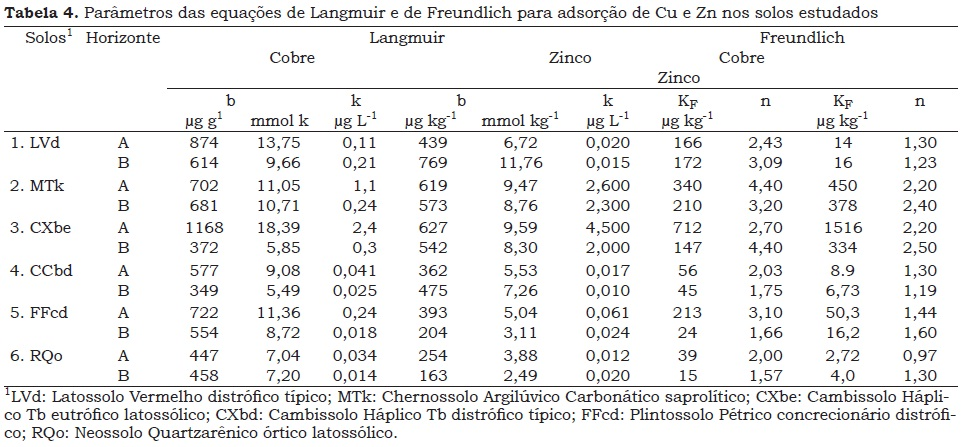 Tabela 4. Parâmetros das equações de Langmuir e de Freundlich para adsorção de Cu e Zn nos solos estudados
Solos1 Horizonte Langmuir Freundlich
Cobre Zinco Cobre
Zinco
b k b k KF n KF n
µg g1 mmol k µg L-1 µg kg-1 mmol kg-1 µg L-1 µg kg-1 µg kg-1
1. LVd A 874 13,75 0,11 439 6,72 0,020 166 2,43 14 1,30
B 614 9,66 0,21 769 11,76 0,015 172 3,09 16 1,23
2. MTk A 702 11,05 1,1 619 9,47 2,600 340 4,40 450 2,20
B 681 10,71 0,24 573 8,76 2,300 210 3,20 378 2,40
3. CXbe A 1168 18,39 2,4 627 9,59 4,500 712 2,70 1516 2,20
B 372 5,85 0,3 542 8,30 2,000 147 4,40 334 2,50
4. CCbd A 577 9,08 0,041 362 5,53 0,017 56 2,03 8.9 1,30
B 349 5,49 0,025 475 7,26 0,010 45 1,75 6,73 1,19
5. FFcd A 722 11,36 0,24 393 5,04 0,061 213 3,10 50,3 1,44
B 554 8,72 0,018 204 3,11 0,024 24 1,66 16,2 1,60
6. RQo A 447 7,04 0,034 254 3,88 0,012 39 2,00 2,72 0,97
B 458 7,20 0,014 163 2,49 0,020 15 1,57 4,0 1,30
1LVd: Latossolo Vermelho distrófico típico; MTk: Chernossolo Argilúvico Carbonático saprolítico; CXbe: Cambissolo Hápli-
co Tb eutrófico latossólico; CXbd: Cambissolo Háplico Tb distrófico típico; FFcd: Plintossolo Pétrico concrecionário distrófi-
co; RQo: Neossolo Quartzarênico órtico latossólico.